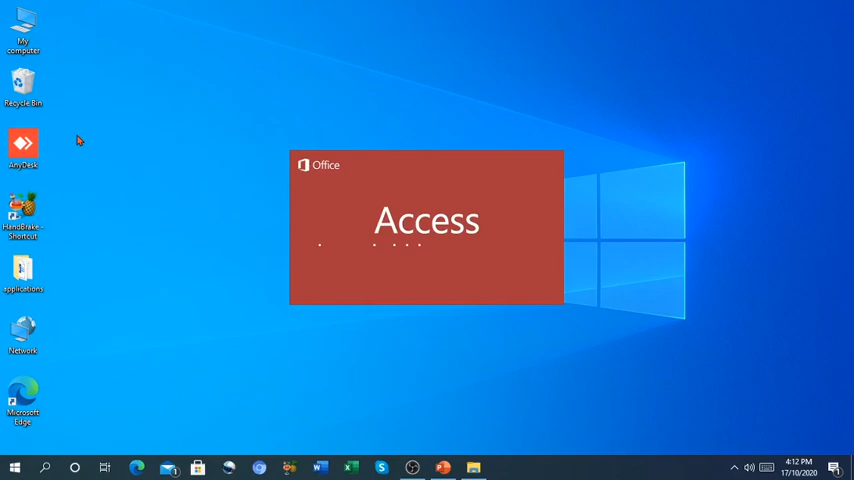 My
computer
Recycle Bin
AnyDesk
HandBrake -
Shortcut
applications
Network
Microsoft
Edge
Office
Access
4:12 PM
17/10/2020